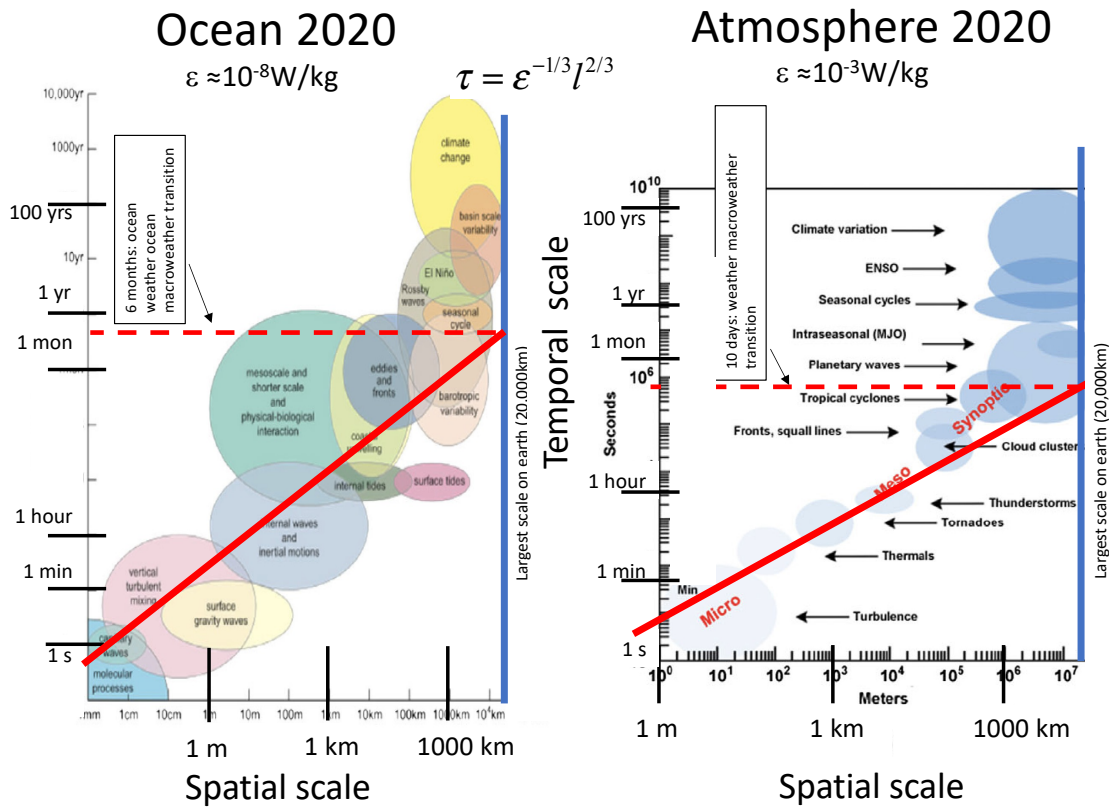 Ocean 2020
ε ≈10⁻⁸W/kg
τ = ε^{-1/3} l^{2/3}
10,000yr
1000yr
100 yrs
10yr
1 yr
1 mon
1 hour
1 min
1 s
6 months: ocean
weather ocean
macroweather transition
climate
change
basin scale
variability
El Niño
Rossby
waves
seasonal
cycle
mesoscale and
shorter scale
and
physical-biological
interaction
eddies
and
fronts
barotropic
variability
internal tides
surface tides
internal waves
and
inertial motions
vertical
turbulent
mixing
surface
gravity waves
capillary
waves
molecular
processes
.mm
1cm
10cm
1m
10m
100m
1km
10km
100km
10⁴km
1 m
1 km
1000 km
Spatial scale
Largest scale on earth (20,000km)
Atmosphere 2020
ε ≈10⁻³W/kg
Temporal scale
Seconds
10¹⁰
100 yrs
1 yr
1 mon
10⁶
1 hour
1 min
Min
1 s
10 days: weather macroweather
transition
Climate variation
ENSO
Seasonal cycles
Intraseasonal (MJO)
Planetary waves
Tropical cyclones
Synoptic
Fronts, squall lines
Cloud cluster
Meso
Thunderstorms
Tornadoes
Thermals
Micro
Turbulence
10⁰
10¹
10²
10³
10⁴
10⁵
10⁶
10⁷
Meters
1 m
1 km
1000 km
Spatial scale
Largest scale on earth (20,000km)